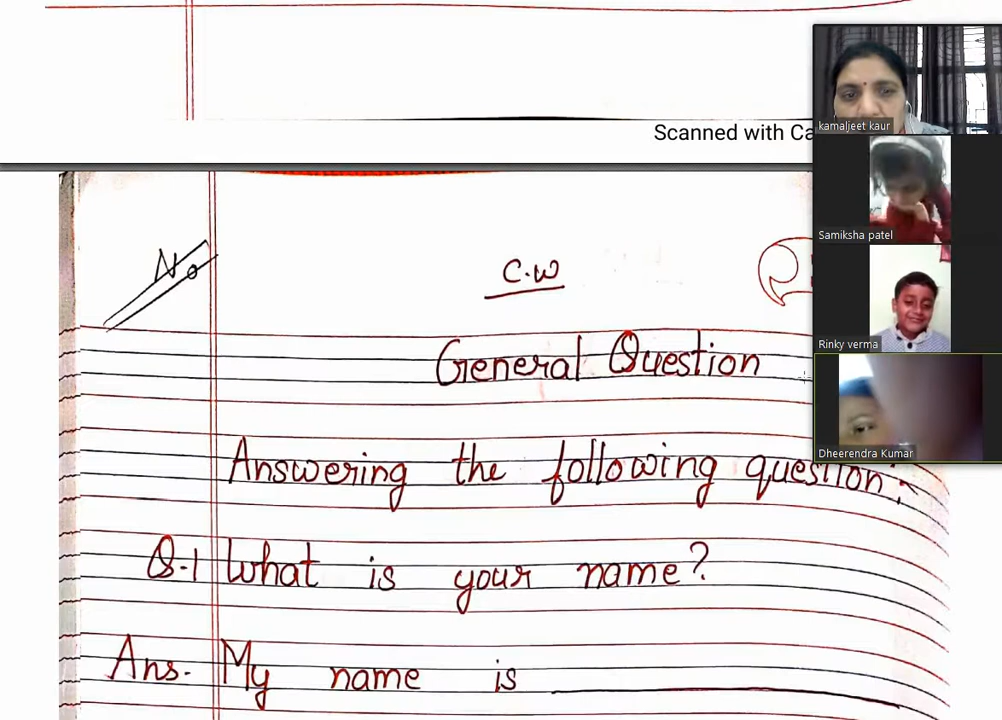 Scanned with Ca
kamaljeet kaur
Samiksha patel
Rinky verma
Dheerendra Kumar
No
C.W
General Question
Answering the following question:-
Q.1 What is your name?
Ans. My name is